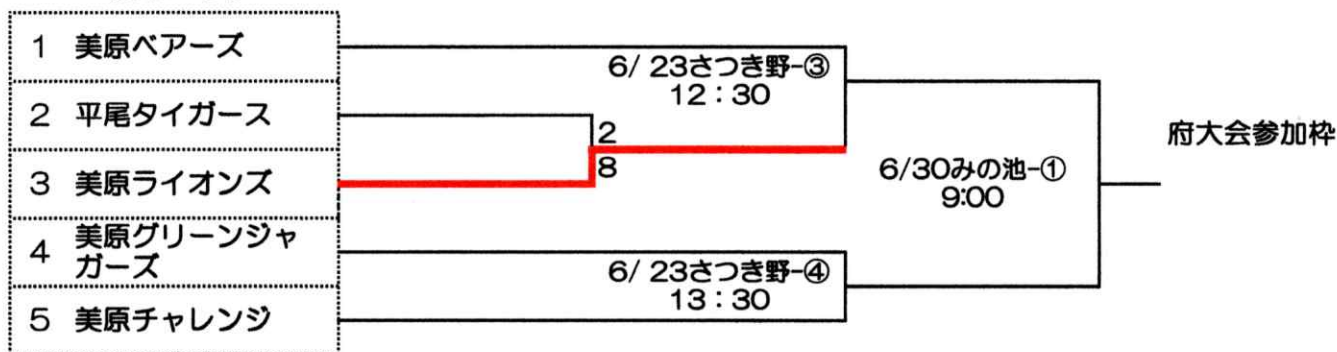 1 美原ベアーズ
6/ 23さつき野-③
12：30
2 平尾タイガース
2
府大会参加枠
8
3 美原ライオンズ
6/30みの池-①
9:00
4 美原グリーンジャ
ガーズ
6/ 23さつき野-④
13：30
5 美原チャレンジ